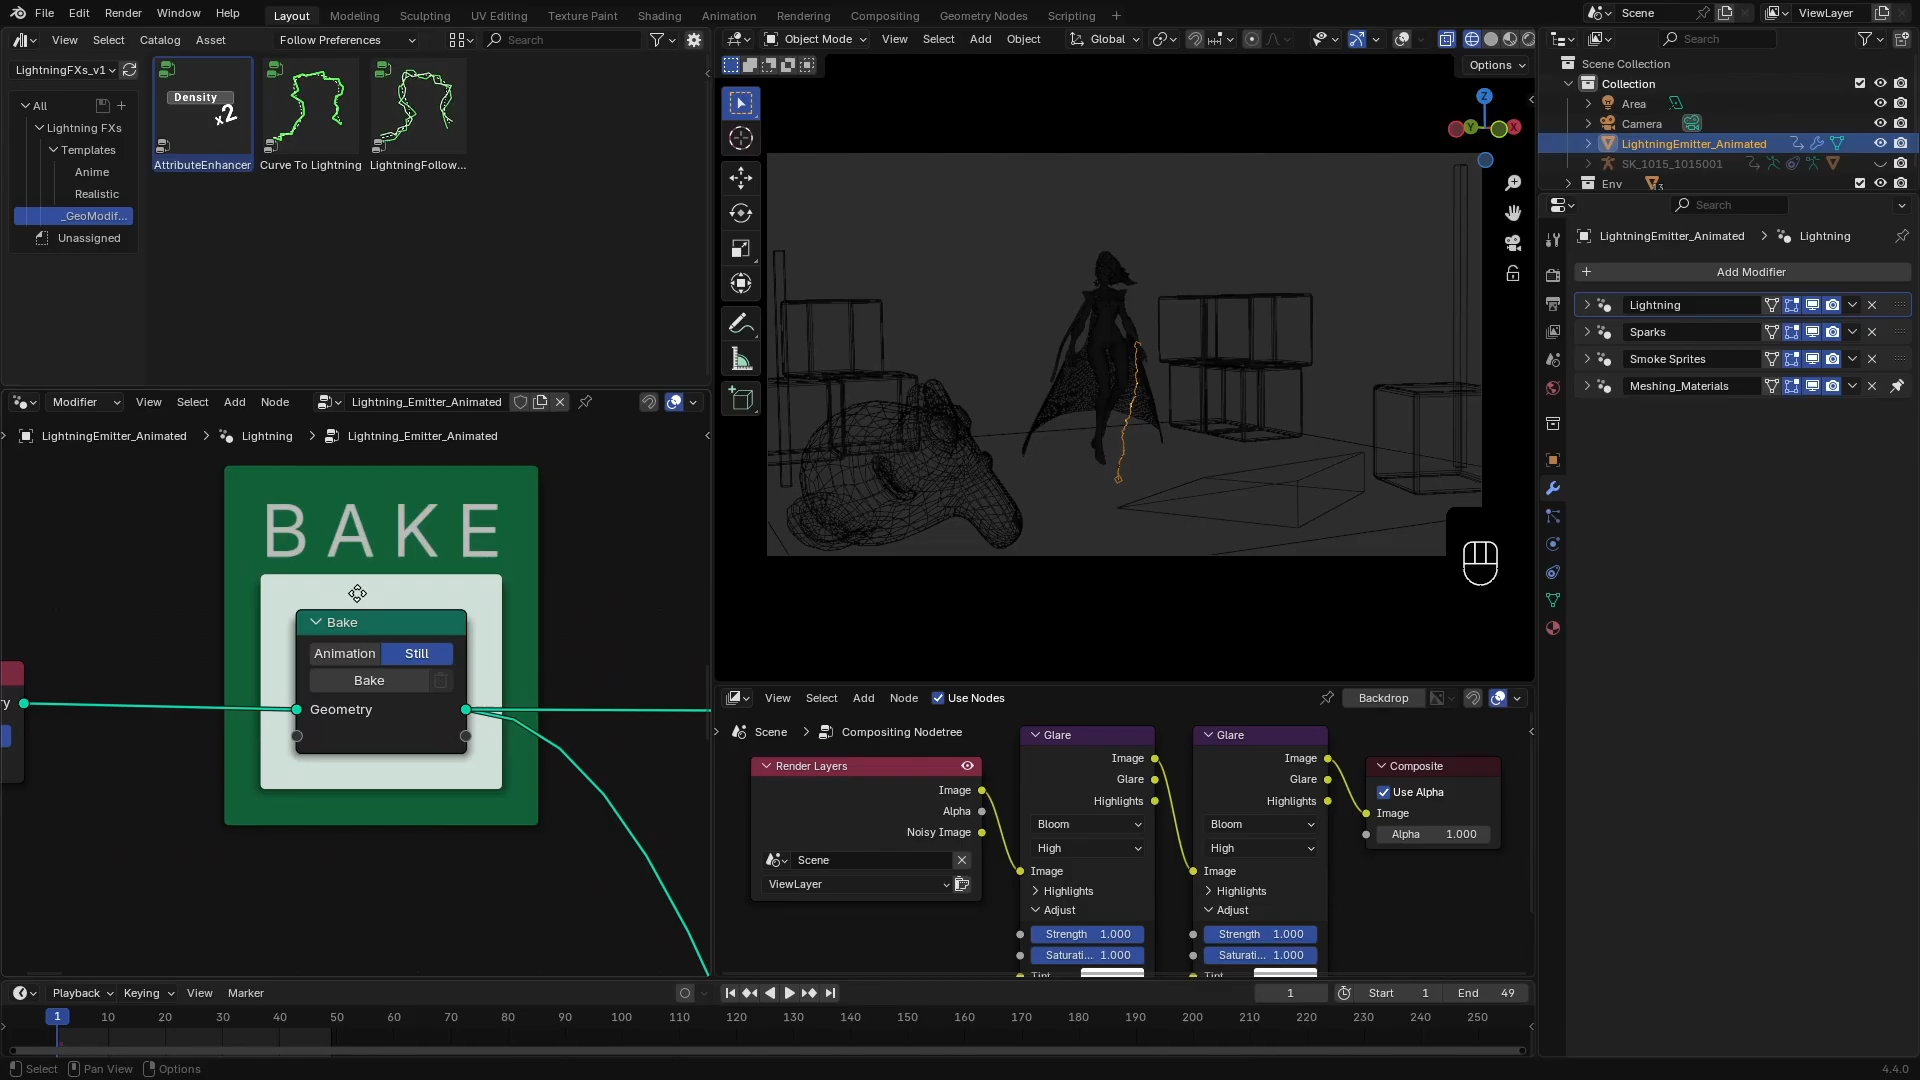 File Edit Render Window Help Layout Modeling Sculpting UV Editing Texture Paint Shading Animation Rendering Compositing Geometry Nodes Scripting + Scene ViewLayer
View Select Catalog Asset Follow Preferences Search
LightningFXs_v1
All
Lightning FXs
Templates
Anime
Realistic
_GeoModif...
Unassigned
Density
x2
AttributeEnhancer Curve To Lightning LightningFollow...
Object Mode View Select Add Object Global
Options
Z
Y
X
Search
Scene Collection
Collection
Area
Camera
LightningEmitter_Animated
SK_1015_1015001
Env
13
Search
LightningEmitter_Animated Lightning
Add Modifier
Lightning
Sparks
Smoke Sprites
Meshing_Materials
Modifier View Select Add Node Lightning_Emitter_Animated
LightningEmitter_Animated Lightning Lightning_Emitter_Animated
BAKE
Bake
Animation Still
Bake
Geometry
y
View Select Add Node Use Nodes Backdrop
Scene Compositing Nodetree
Render Layers
Image
Alpha
Noisy Image
Scene
ViewLayer
Glare
Image
Glare
Highlights
Bloom
High
Image
Highlights
Adjust
Strength 1.000
Saturati... 1.000
Tint
Glare
Image
Glare
Highlights
Bloom
High
Image
Highlights
Adjust
Strength 1.000
Saturati... 1.000
Tint
Composite
Use Alpha
Image
Alpha 1.000
Playback Keying View Marker 1 Start 1 End 49
1 10 20 30 40 50 60 70 80 90 100 110 120 130 140 150 160 170 180 190 200 210 220 230 240 250
Select Pan View Options 4.4.0